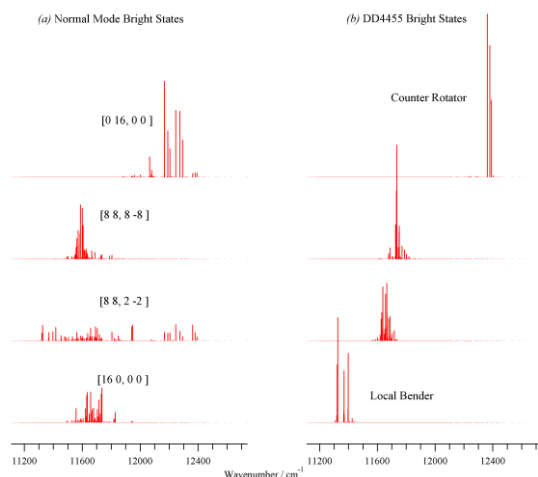 (a) Normal Mode Bright States
(b) DD4455 Bright States
Counter Rotator
[0 16, 0 0 ]
[8 8, 8 -8]
[8 8, 2 -2]
[16 0, 0 0 ]
Local Bender
11200 11600 12000 12400
11200 11600 12000 12400
Wavenumber / cm⁻¹